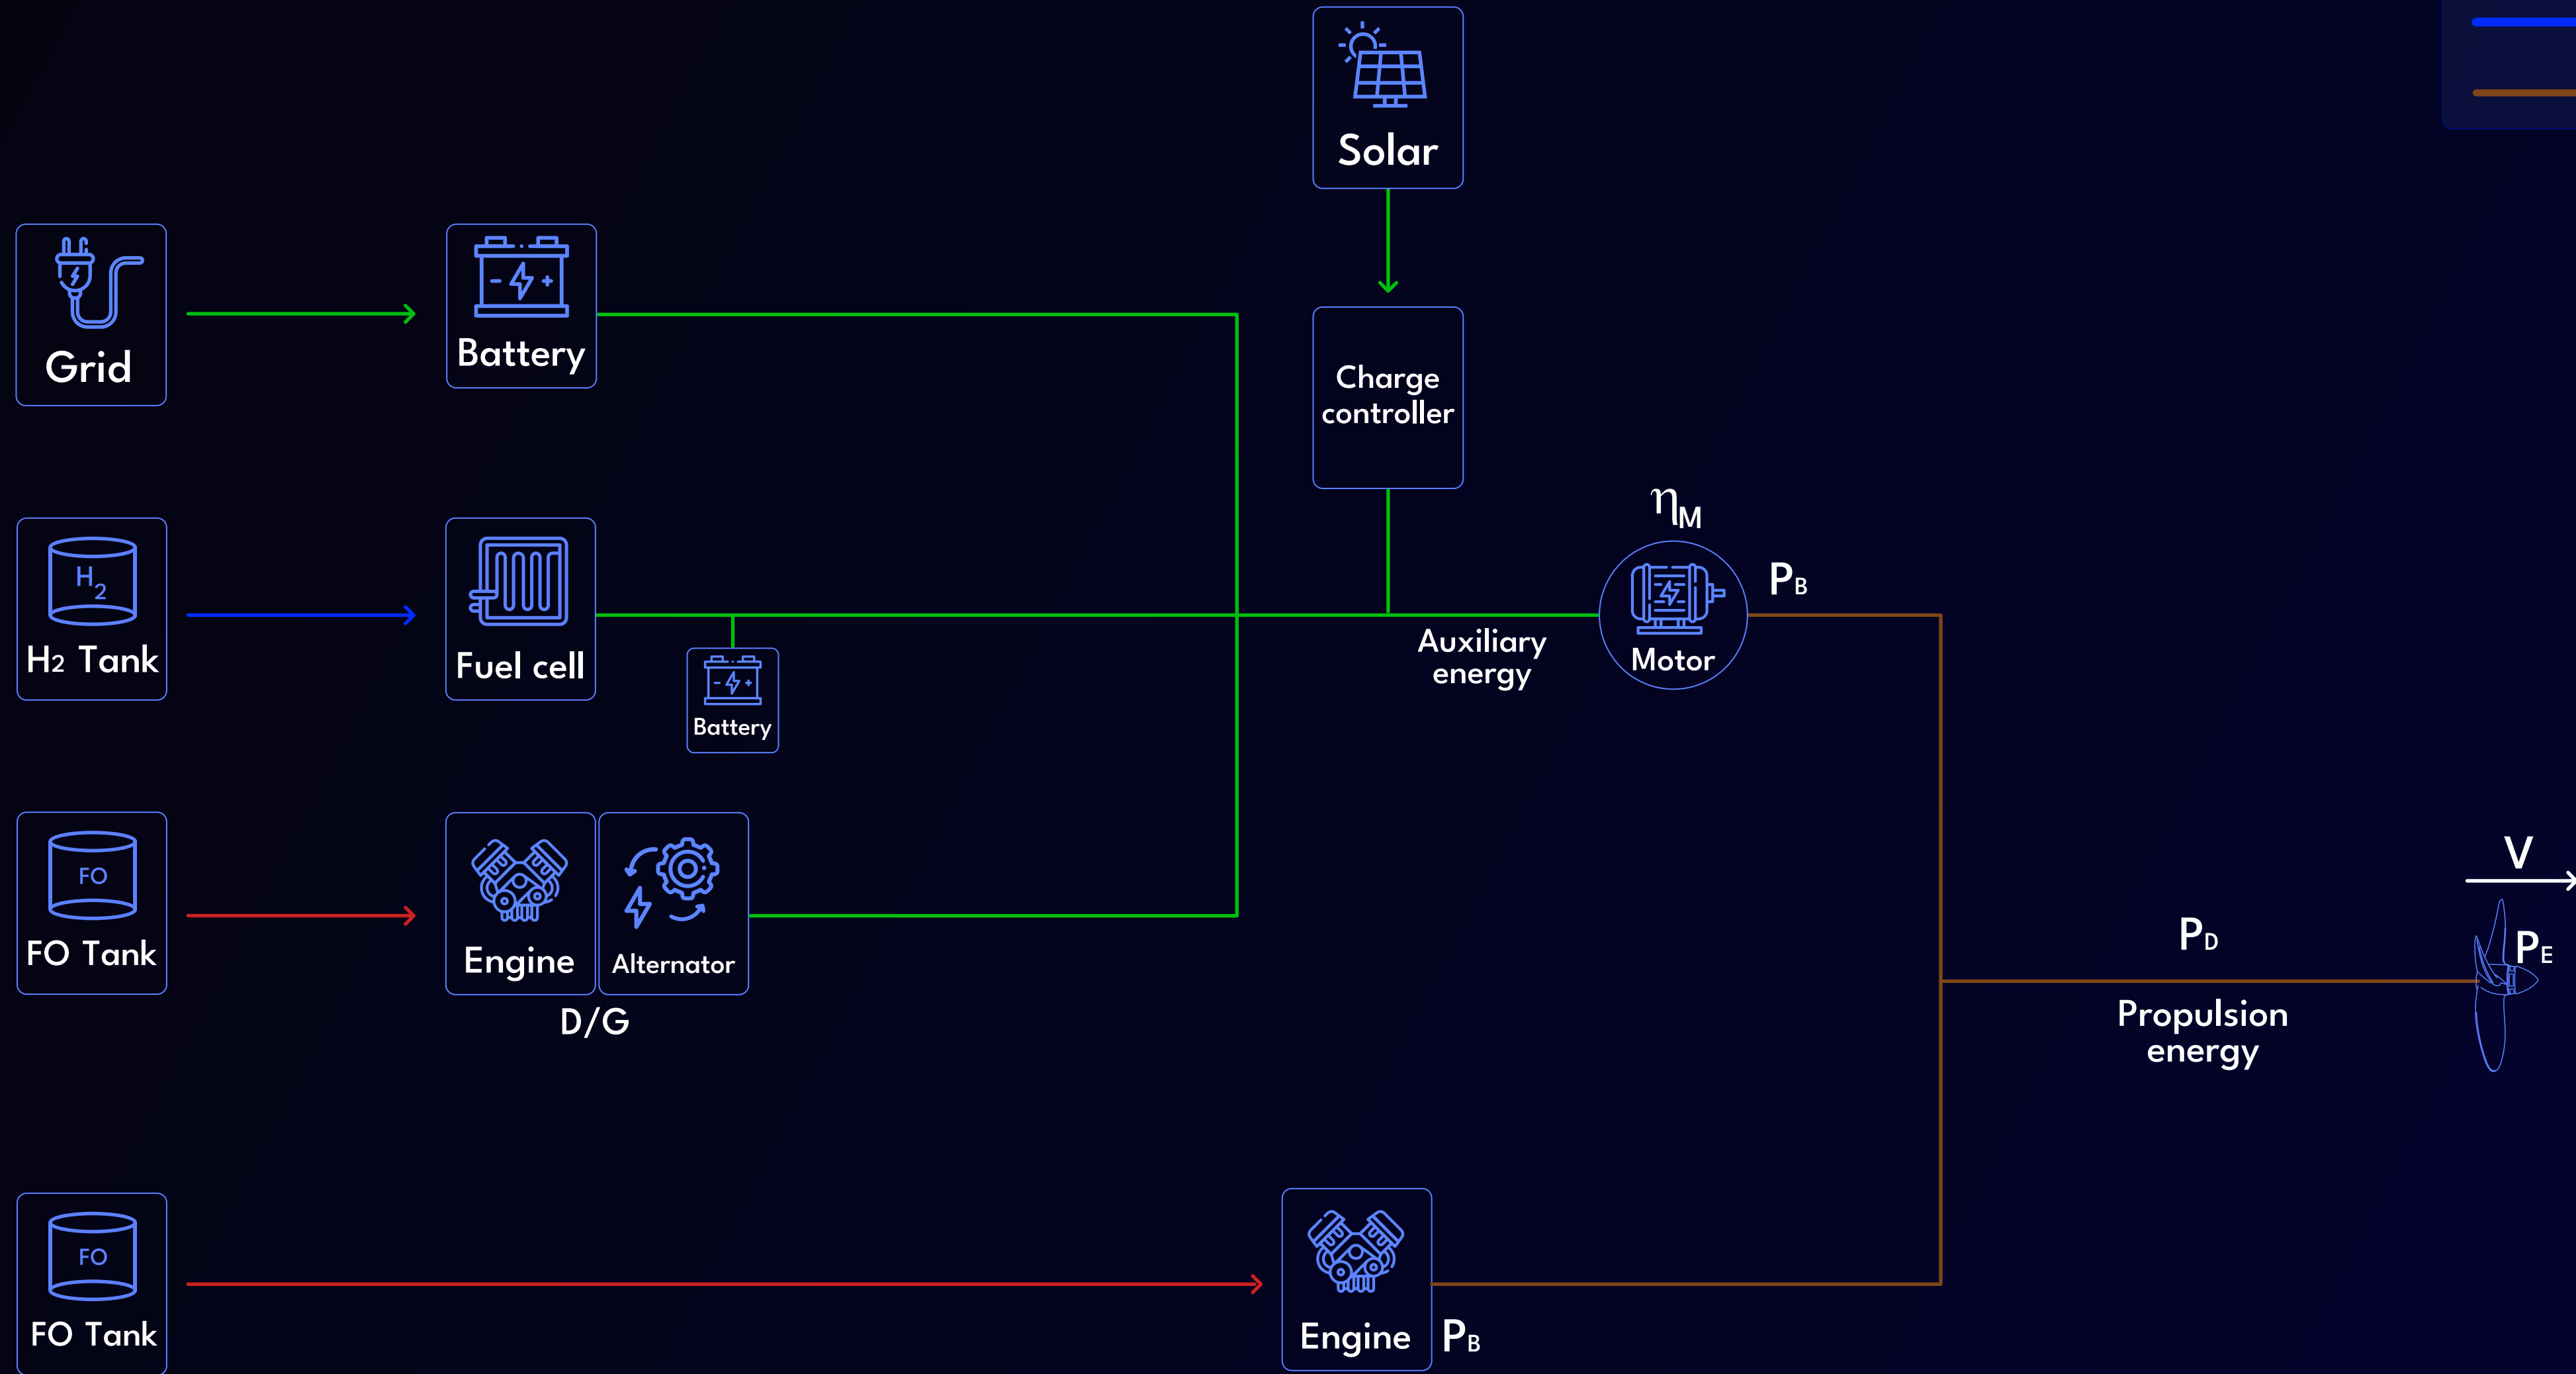 Solar
Grid
Battery
Charge
controller
H2
H2 Tank
Fuel cell
Battery
Auxiliary
energy
ηM
Motor
PB
FO
FO Tank
Engine
Alternator
D/G
V
PD
PE
Propulsion
energy
FO
FO Tank
Engine
PB